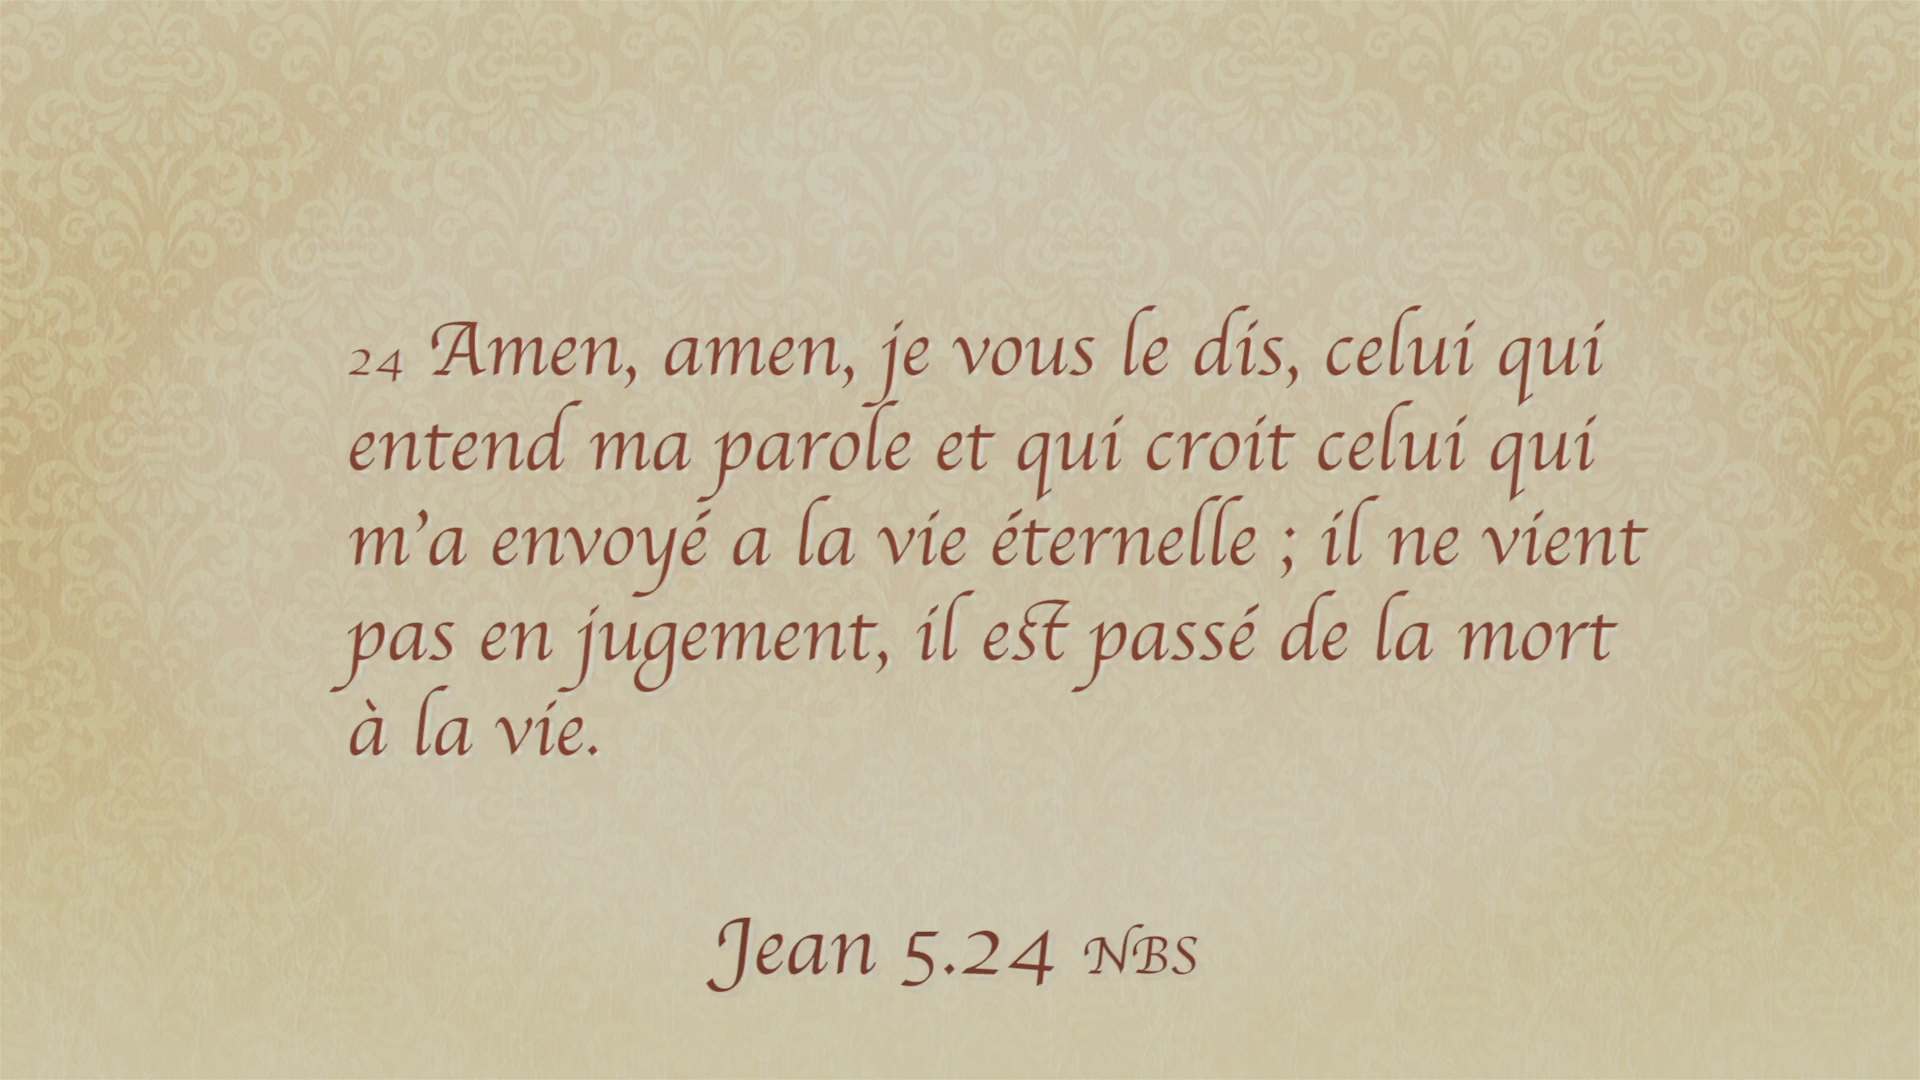 24 Amen, amen, je vous le dis, celui qui
entend ma parole et qui croit celui qui
m’a envoyé a la vie éternelle ; il ne vient
pas en jugement, il est passé de la mort
à la vie.
Jean 5.24 NBS